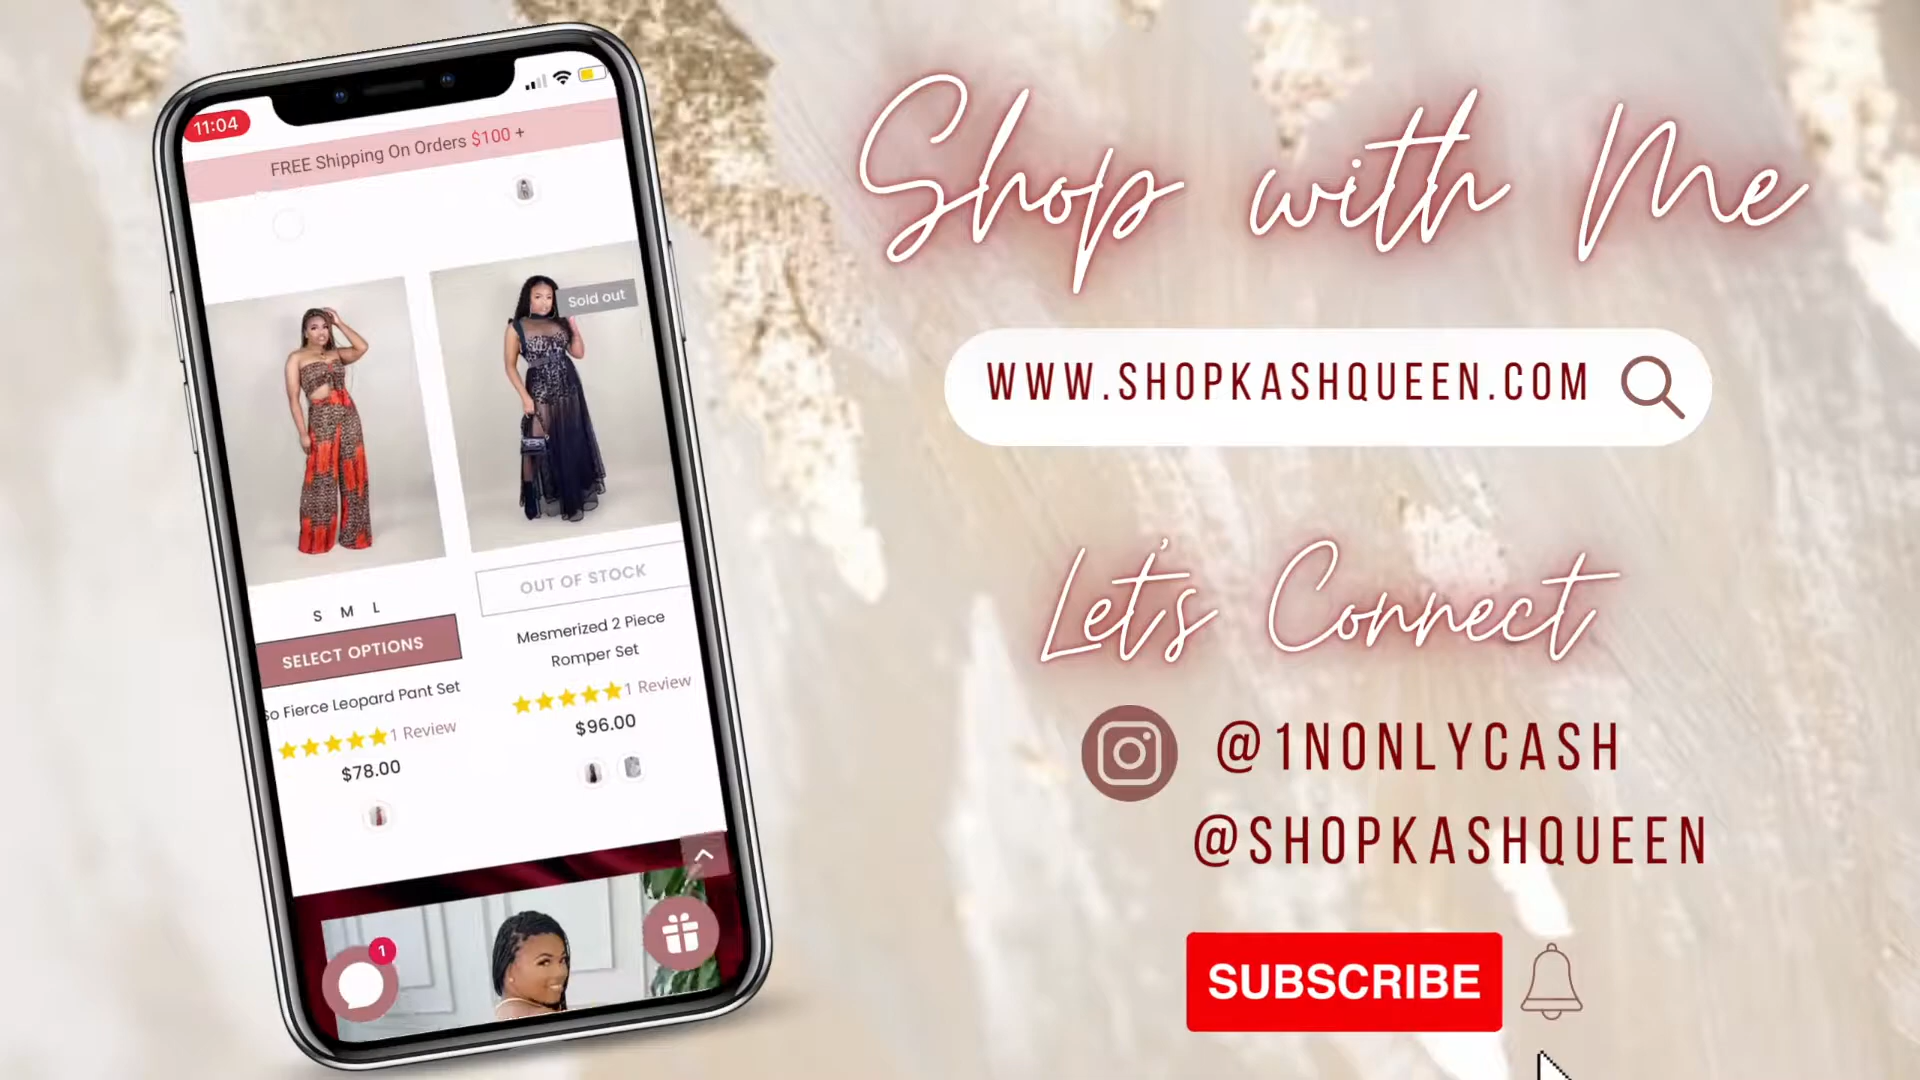 11:04
FREE Shipping On Orders $100 +
Sold out
S M L
SELECT OPTIONS
So Fierce Leopard Pant Set
1 Review
$78.00
OUT OF STOCK
Mesmerized 2 Piece
Romper Set
1 Review
$96.00
1
Shop with Me
WWW.SHOPKASHQUEEN.COM
Let's Connect
@1NONLYCASH
@SHOPKASHQUEEN
SUBSCRIBE